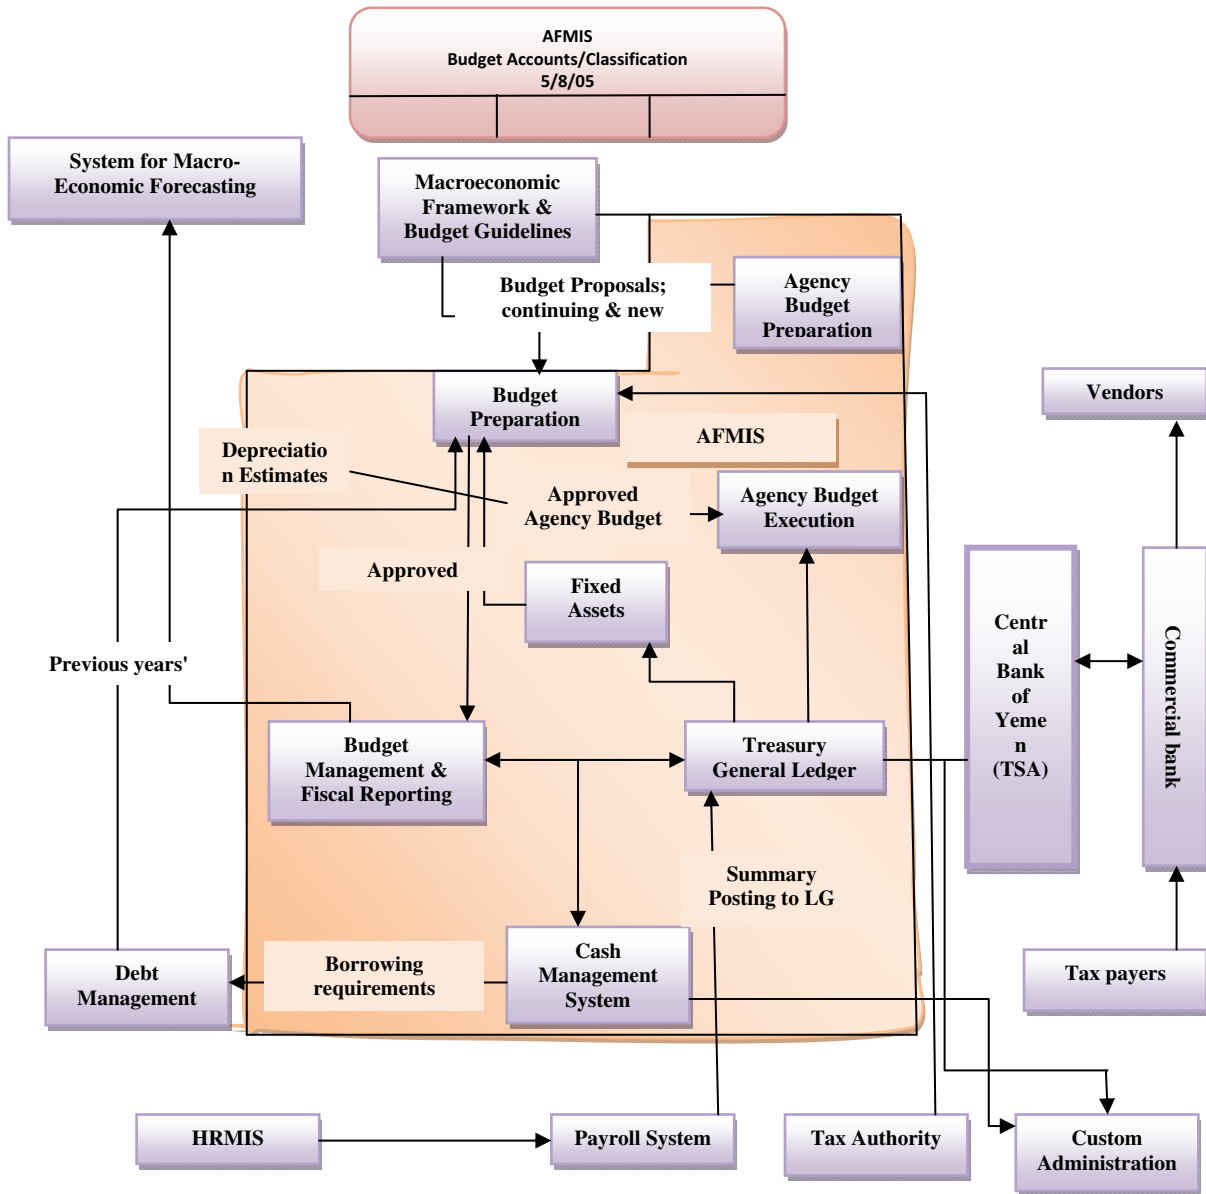 AFMIS
Budget Accounts/Classification
5/8/05
System for Macro-
Economic Forecasting
Macroeconomic
Framework &
Budget Guidelines
Budget Proposals;
continuing & new
Agency
Budget
Preparation
Budget
Preparation
Vendors
AFMIS
Depreciatio
n Estimates
Approved
Agency Budget
Agency Budget
Execution
Approved
Fixed
Assets
Centr
al
Bank
of
Yeme
n
(TSA)
Commercial bank
Previous years'
Budget
Management &
Fiscal Reporting
Treasury
General Ledger
Summary
Posting to LG
Debt
Management
Borrowing
requirements
Cash
Management
System
Tax payers
HRMIS
Payroll System
Tax Authority
Custom
Administration